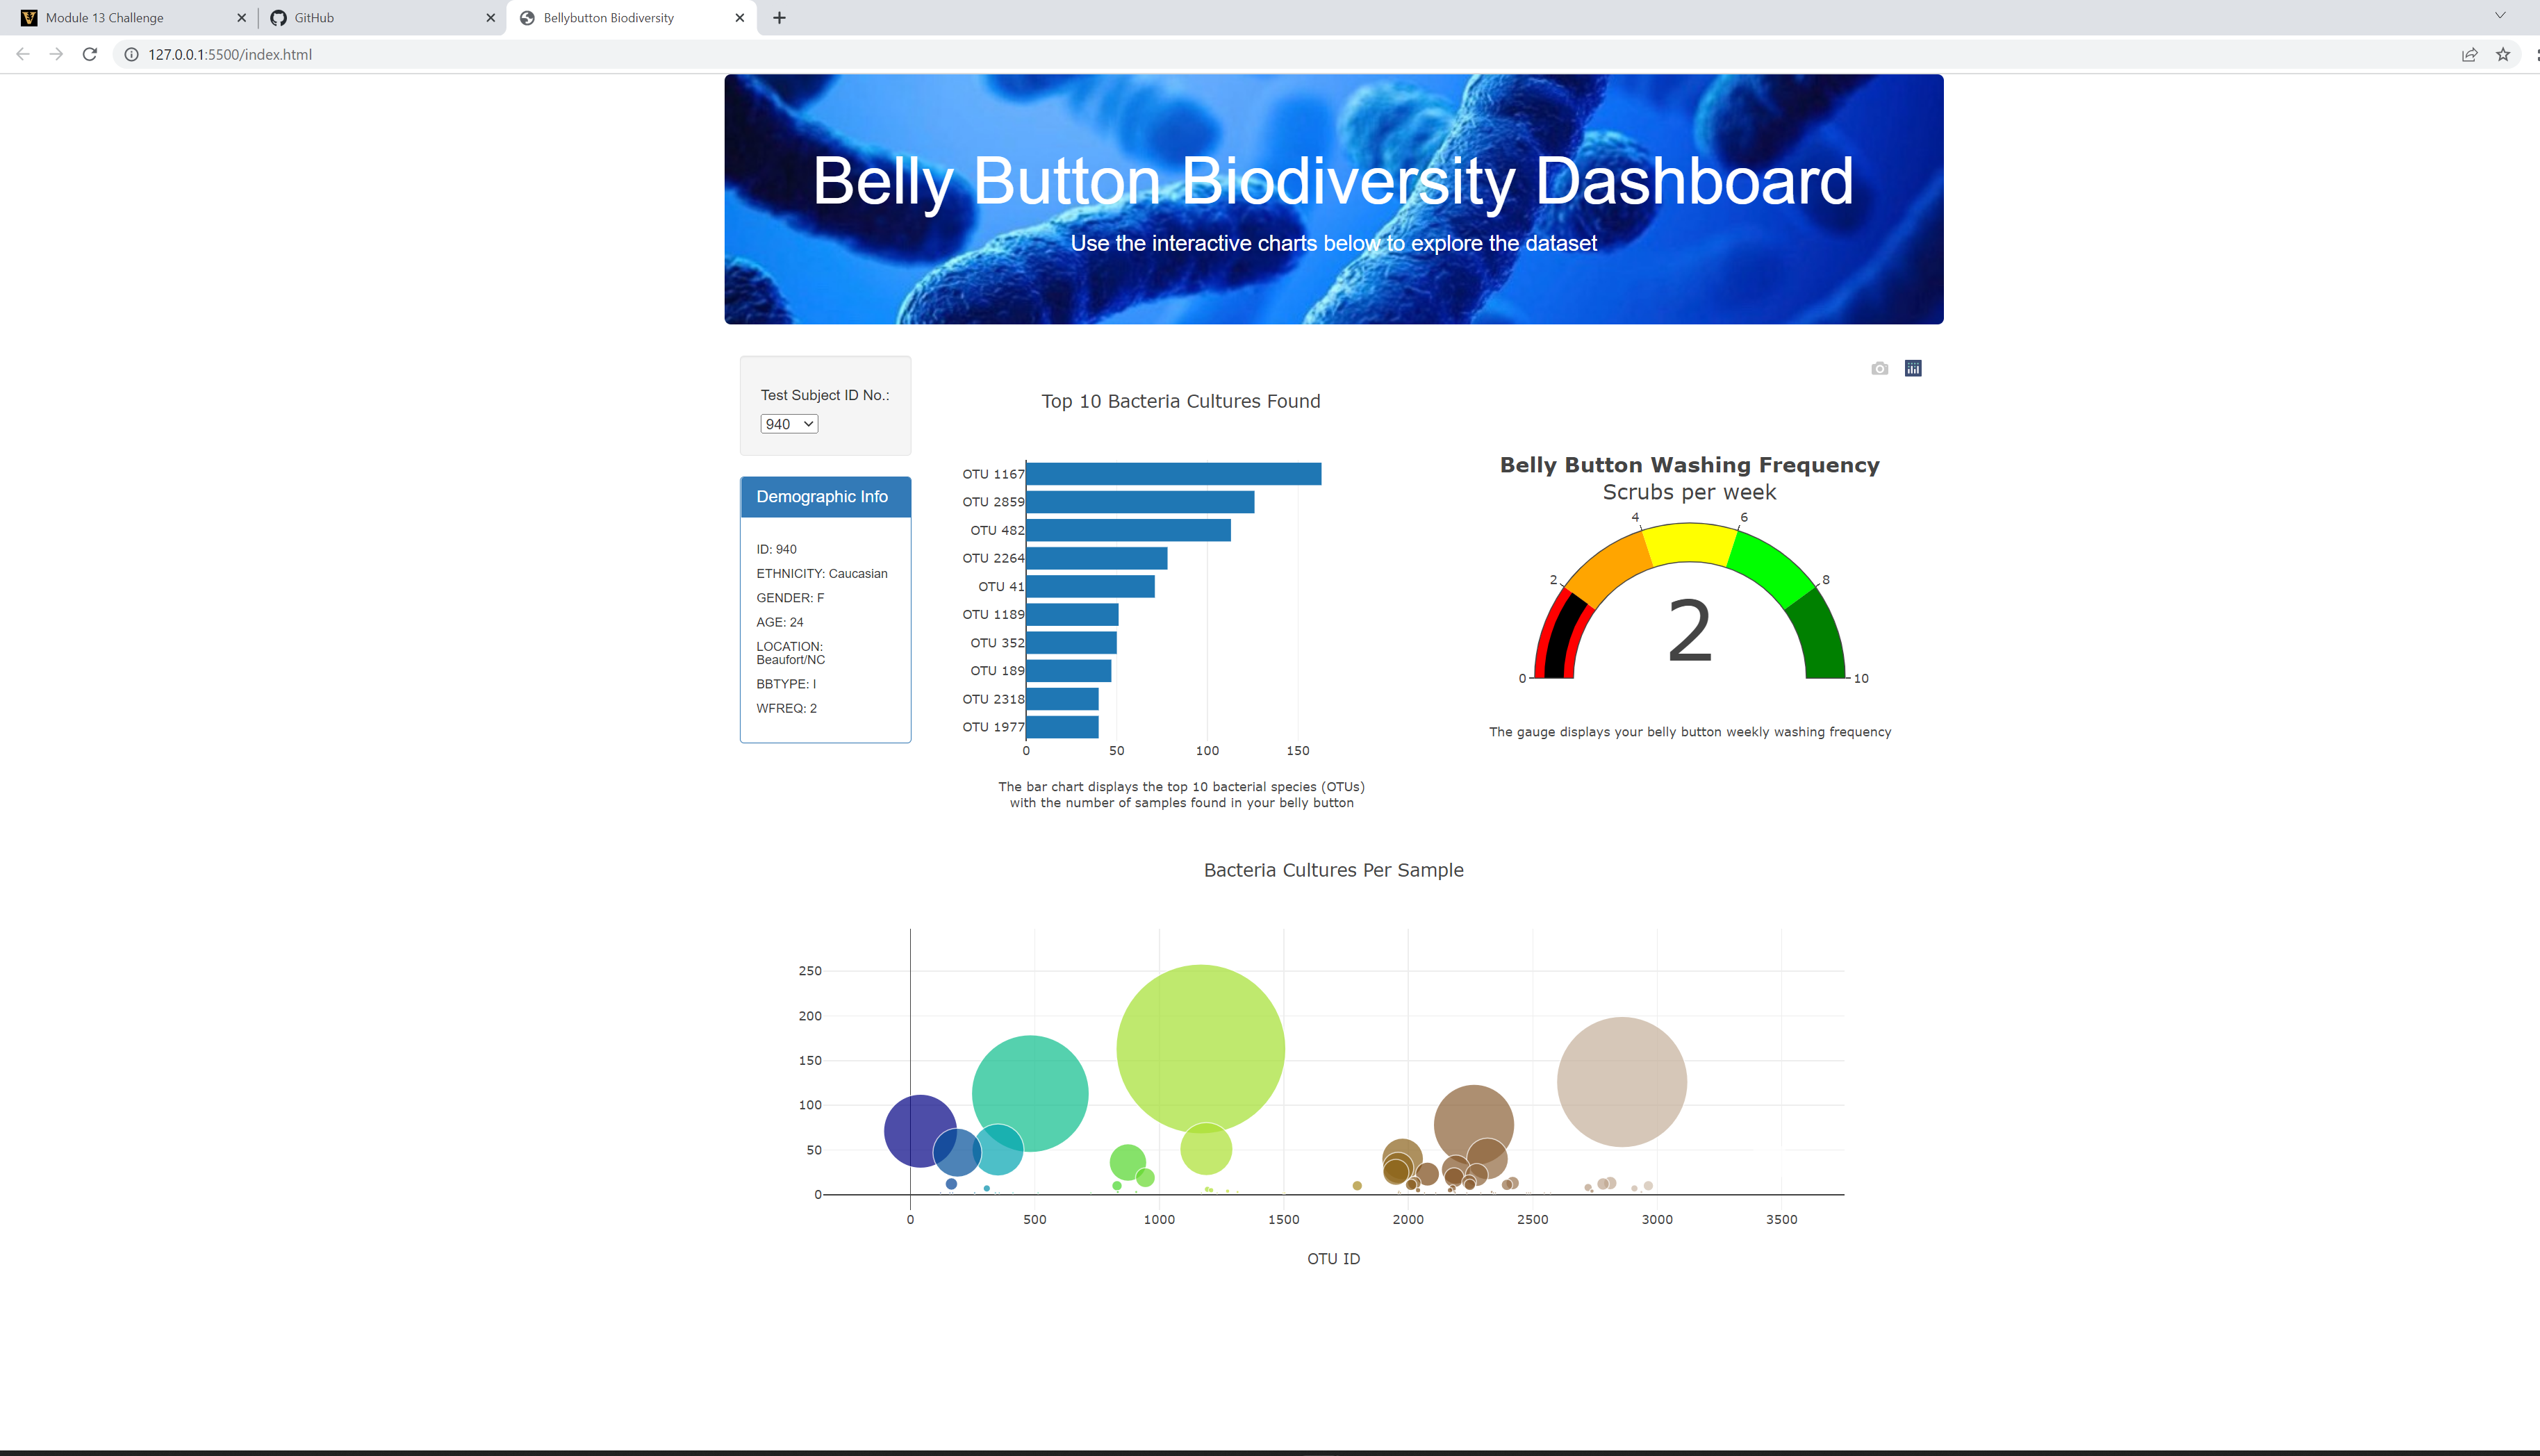 Module 13 Challenge
GitHub
Bellybutton Biodiversity
127.0.0.1:5500/index.html
Belly Button Biodiversity Dashboard
Use the interactive charts below to explore the dataset
Test Subject ID No.:
940
Demographic Info
ID: 940
ETHNICITY: Caucasian
GENDER: F
AGE: 24
LOCATION:
Beaufort/NC
BBTYPE: I
WFREQ: 2
Top 10 Bacteria Cultures Found
OTU 1167
OTU 2859
OTU 482
OTU 2264
OTU 41
OTU 1189
OTU 352
OTU 189
OTU 2318
OTU 1977
0 50 100 150
The bar chart displays the top 10 bacterial species (OTUs)
with the number of samples found in your belly button
Belly Button Washing Frequency
Scrubs per week
4 6
2 8
2
0 10
The gauge displays your belly button weekly washing frequency
Bacteria Cultures Per Sample
250
200
150
100
50
0
0 500 1000 1500 2000 2500 3000 3500
OTU ID